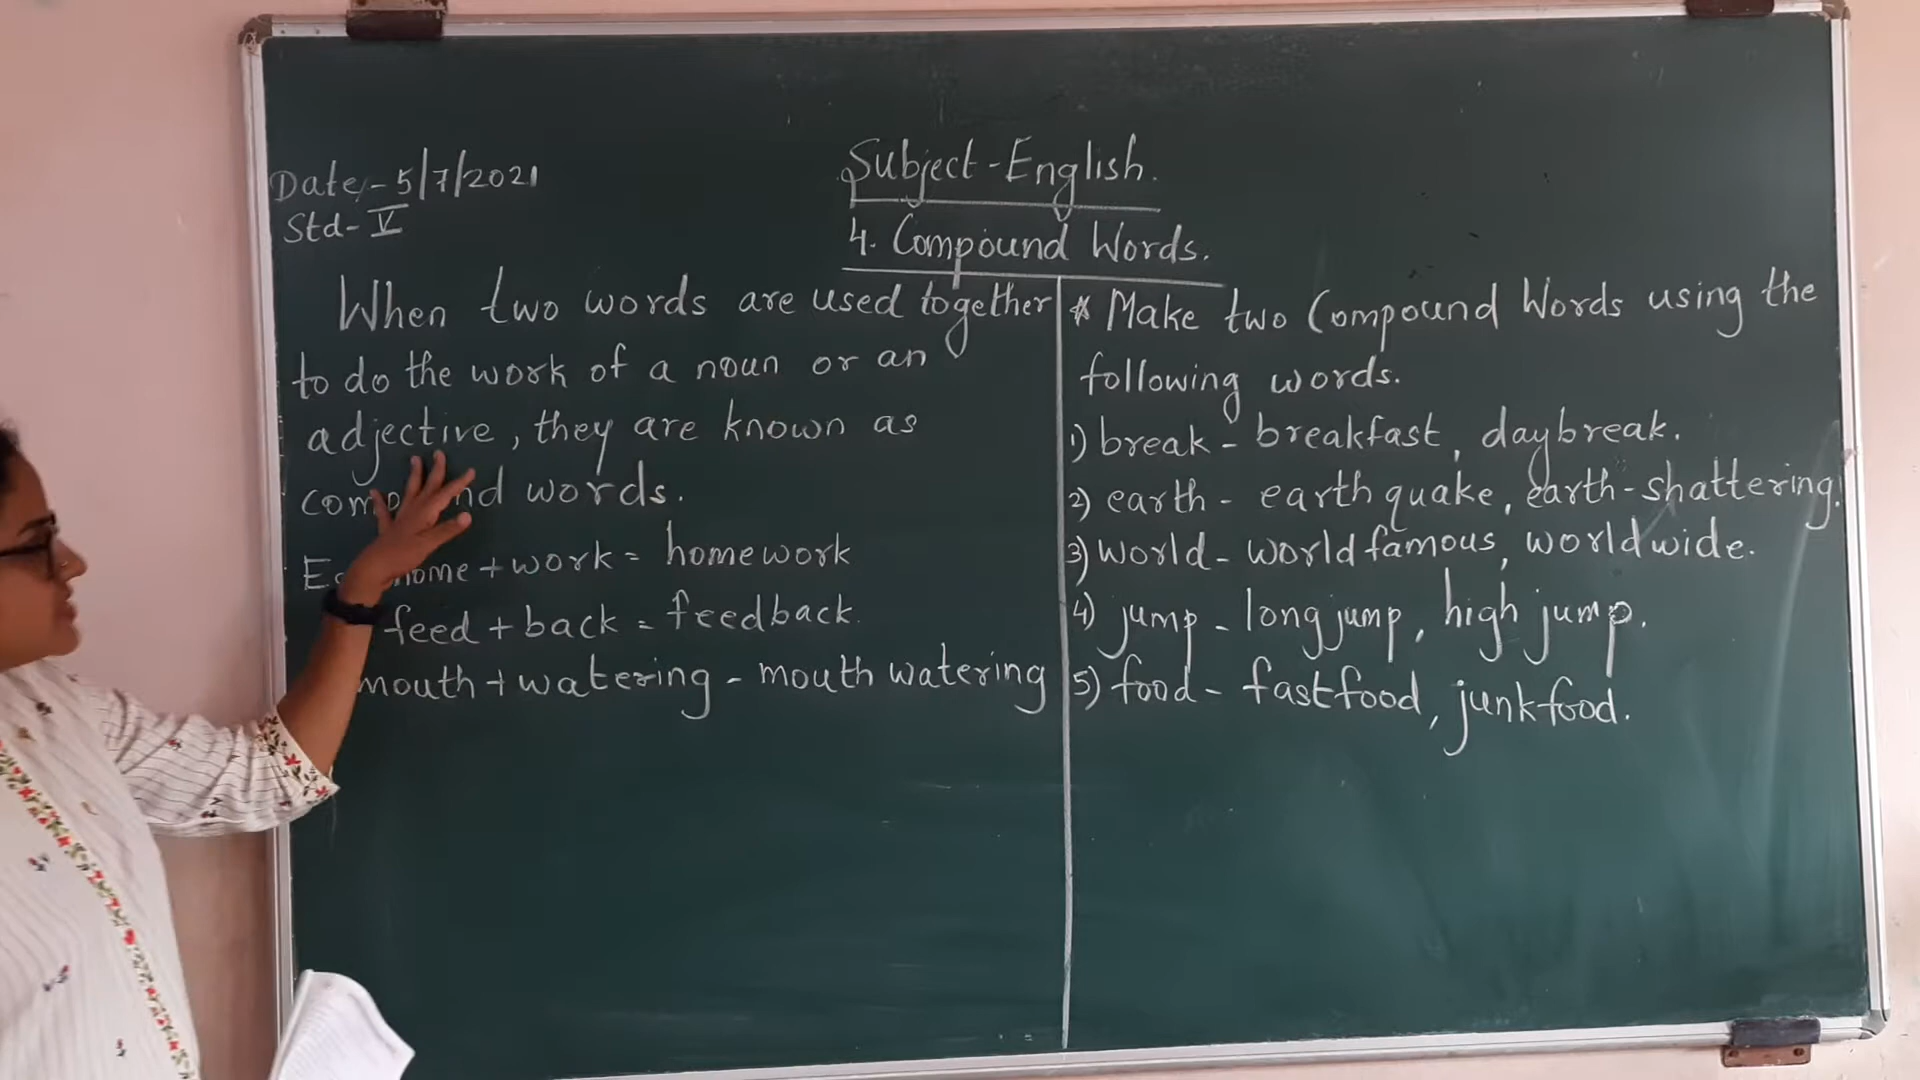 Date,-5/7/2021
Std-V
Subject-English.
4. Compound Words.
When two words are used together
to do the work of a noun or an
adjective, they are known as
words.
home+work = homework
feed + back = feedback.
mouth + watering - mouth watering
* Make two Compound Words using the
following words.
1) break - breakfast, daybreak.
2) earth - earthquake, earth-shattering.
3) world - world famous, worldwide.
4) jump - long jump, high jump.
5) food - fastfood, junkfood.